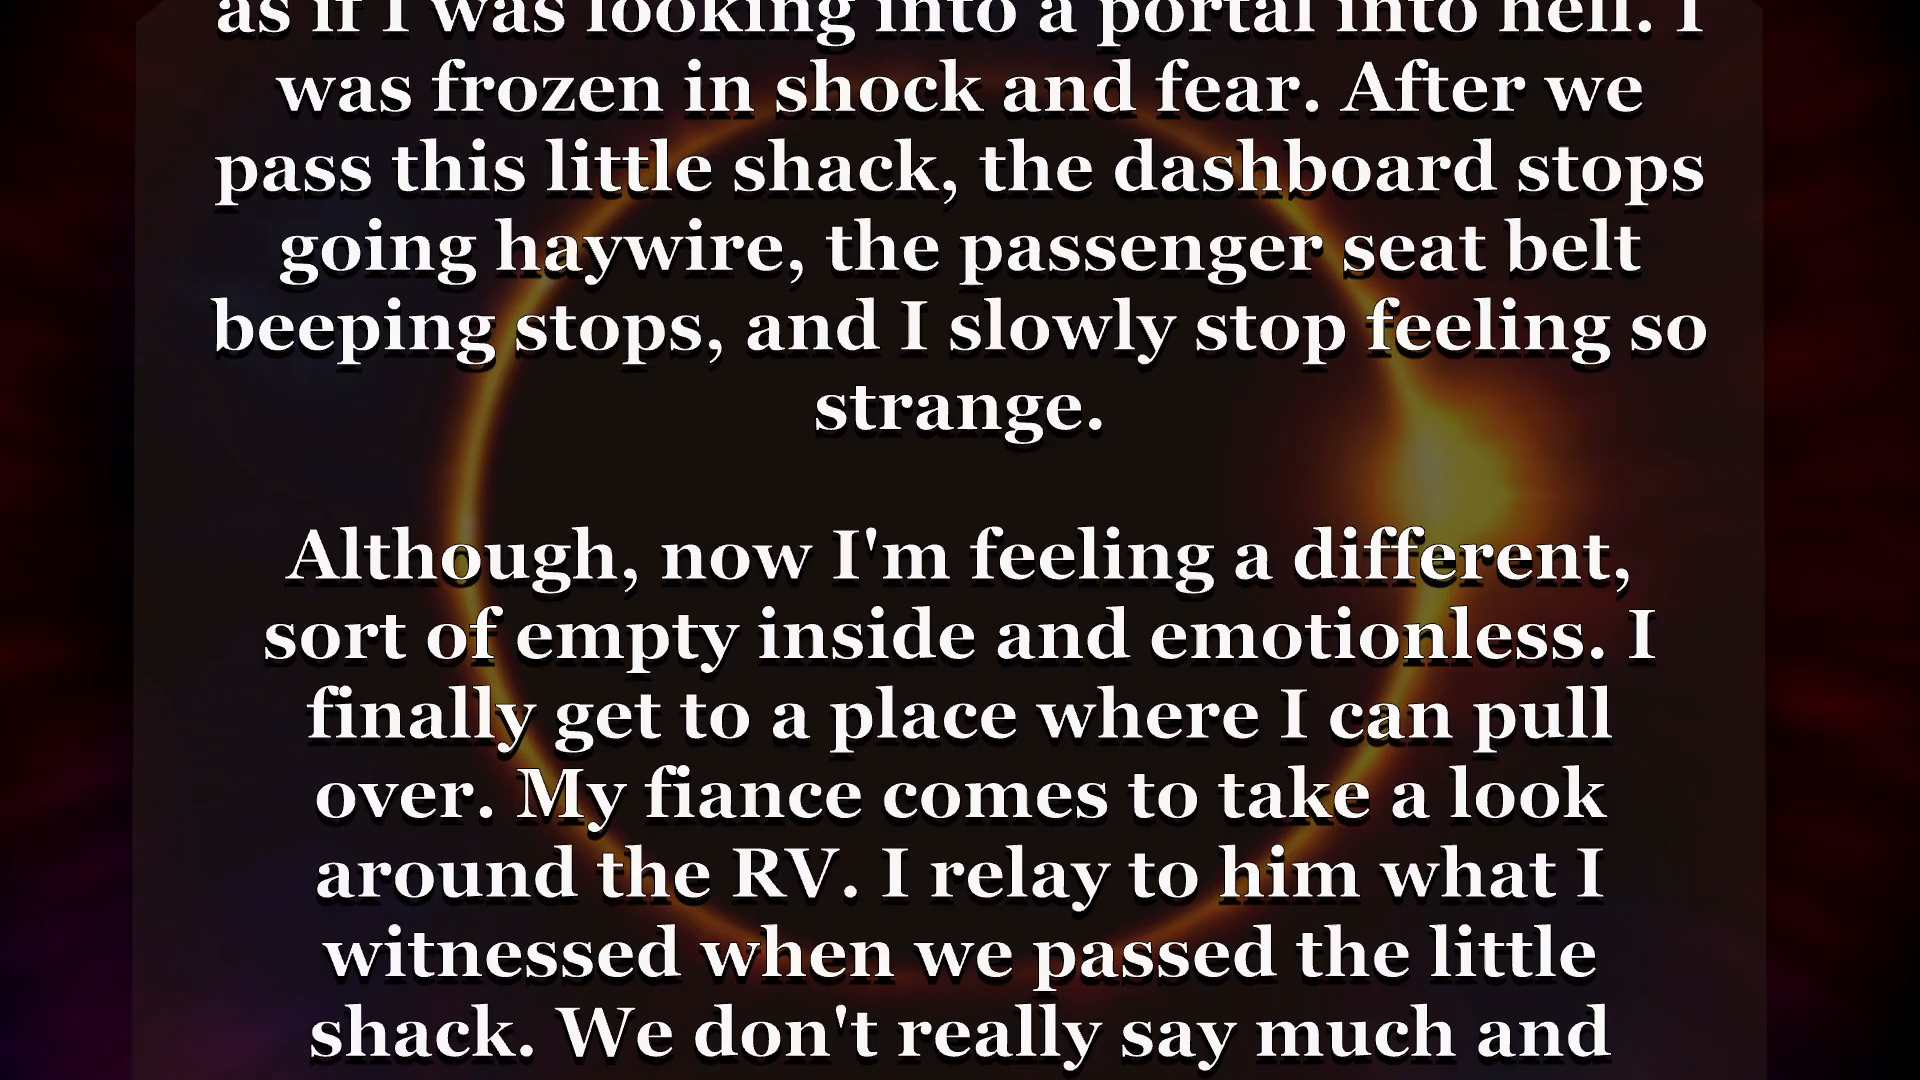 as if I was looking into a portal into hell. I
was frozen in shock and fear. After we
pass this little shack, the dashboard stops
going haywire, the passenger seat belt
beeping stops, and I slowly stop feeling so
strange.
Although, now I'm feeling a different,
sort of empty inside and emotionless. I
finally get to a place where I can pull
over. My fiance comes to take a look
around the RV. I relay to him what I
witnessed when we passed the little
shack. We don't really say much and